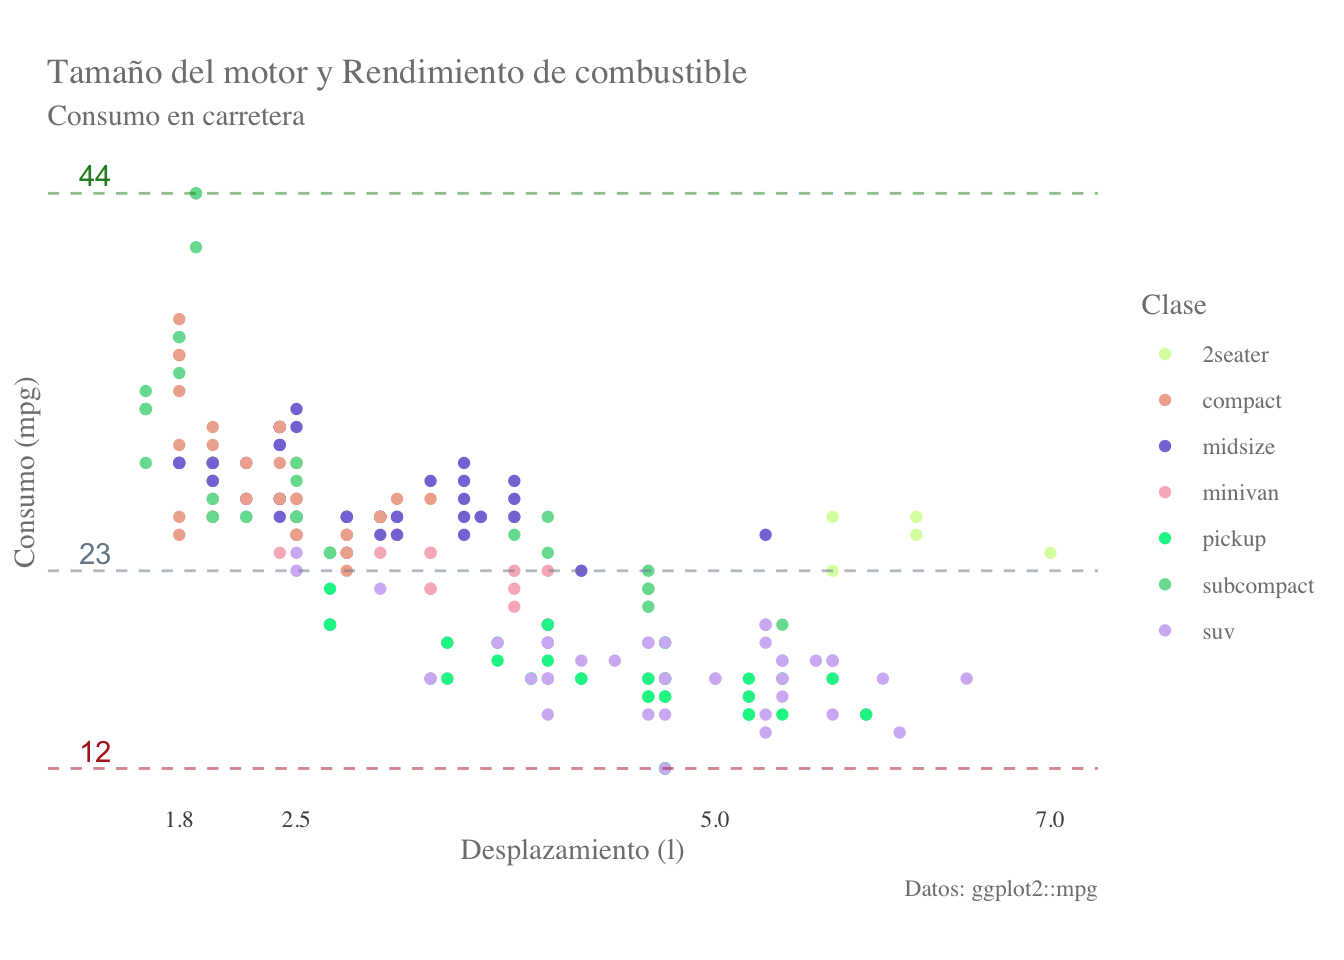 Tamaño del motor y Rendimiento de combustible
Consumo en carretera
44
23
12
Consumo (mpg)
1.8 2.5 5.0 7.0
Desplazamiento (l)
Datos: ggplot2::mpg
Clase
2seater
compact
midsize
minivan
pickup
subcompact
suv